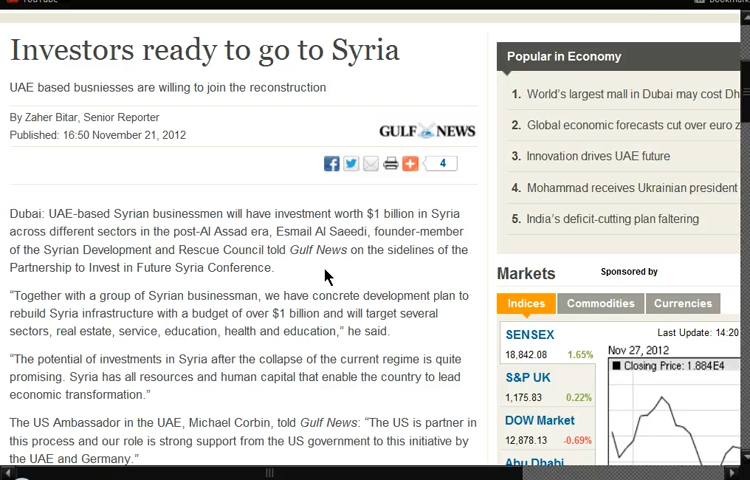 YouTube
Investors ready to go to Syria
UAE based busniesses are willing to join the reconstruction
By Zaher Bitar, Senior Reporter
Published: 16:50 November 21, 2012
GULF NEWS
4
Dubai: UAE-based Syrian businessmen will have investment worth $1 billion in Syria
across different sectors in the post-Al Assad era, Esmail Al Saeedi, founder-member
of the Syrian Development and Rescue Council told Gulf News on the sidelines of the
Partnership to Invest in Future Syria Conference.
“Together with a group of Syrian businessman, we have concrete development plan to
rebuild Syria infrastructure with a budget of over $1 billion and will target several
sectors, real estate, service, education, health and education,” he said.
“The potential of investments in Syria after the collapse of the current regime is quite
promising. Syria has all resources and human capital that enable the country to lead
economic transformation.”
The US Ambassador in the UAE, Michael Corbin, told Gulf News: “The US is partner in
this process and our role is strong support from the US government to this initiative by
the UAE and Germany.”
Popular in Economy
1. World's largest mall in Dubai may cost Dh
2. Global economic forecasts cut over euro z
3. Innovation drives UAE future
4. Mohammad receives Ukrainian president
5. India's deficit-cutting plan faltering
Markets Sponsored by
Indices Commodities Currencies
SENSEX
18,842.08 1.65%
S&P UK
1,175.83 0.22%
DOW Market
12,878.13 -0.69%
Abu Dhabi
Last Update: 14:20
Nov 27, 2012
Closing Price: 1.884E4